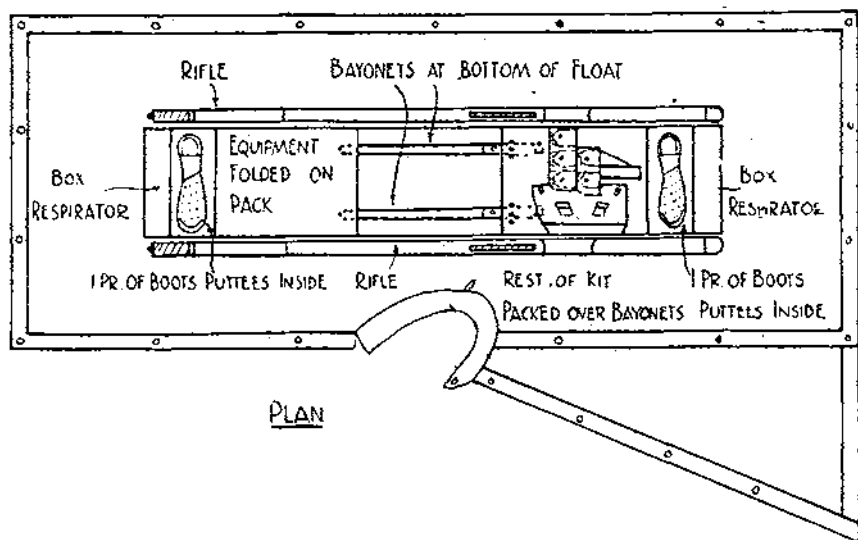 RIFLE
BAYONETS AT BOTTOM OF FLOAT
EQUIPMENT
FOLDED ON
PACK
BOX
RESPIRATOR
BOX
RESPIRATOR
1 PR. OF BOOTS PUTTEES INSIDE
RIFLE
REST. OF KIT
PACKED OVER BAYONETS
1 PR. OF BOOTS
PUTTEES INSIDE
PLAN